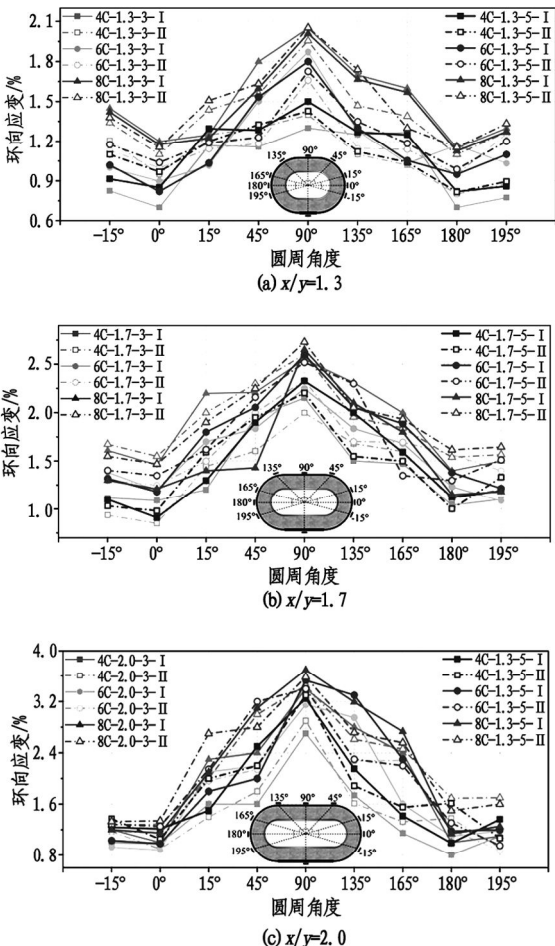 2.1
1.8
1.5
1.2
0.9
0.6
环向应变/%
4C-1.3-3-Ⅰ
4C-1.3-3-Ⅱ
6C-1.3-3-Ⅰ
6C-1.3-3-Ⅱ
8C-1.3-3-Ⅰ
8C-1.3-3-Ⅱ
4C-1.3-5-Ⅰ
4C-1.3-5-Ⅱ
6C-1.3-5-Ⅰ
6C-1.3-5-Ⅱ
8C-1.3-5-Ⅰ
8C-1.3-5-Ⅱ
135° 90° 45°
165° 15°
180° 0°
195° -15°
-15° 0° 15° 45° 90° 135° 165° 180° 195°
圆周角度
(a) x/y=1.3
2.5
2.0
1.5
1.0
环向应变/%
4C-1.7-3-Ⅰ
4C-1.7-3-Ⅱ
6C-1.7-3-Ⅰ
6C-1.7-3-Ⅱ
8C-1.7-3-Ⅰ
8C-1.7-3-Ⅱ
4C-1.7-5-Ⅰ
4C-1.7-5-Ⅱ
6C-1.7-5-Ⅰ
6C-1.7-5-Ⅱ
8C-1.7-5-Ⅰ
8C-1.7-5-Ⅱ
135° 90° 45°
165° 15°
180° 0°
195° -15°
-15° 0° 15° 45° 90° 135° 165° 180° 195°
圆周角度
(b) x/y=1.7
4.0
3.2
2.4
1.6
0.8
环向应变/%
4C-2.0-3-Ⅰ
4C-2.0-3-Ⅱ
6C-2.0-3-Ⅰ
6C-2.0-3-Ⅱ
8C-2.0-3-Ⅰ
8C-2.0-3-Ⅱ
4C-1.3-5-Ⅰ
4C-1.3-5-Ⅱ
6C-1.3-5-Ⅰ
6C-1.3-5-Ⅱ
8C-1.3-5-Ⅰ
8C-1.3-5-Ⅱ
135° 90° 45°
165° 15°
180° 0°
195° -15°
-15° 0° 15° 45° 90° 135° 165° 180° 195°
圆周角度
(c) x/y=2.0